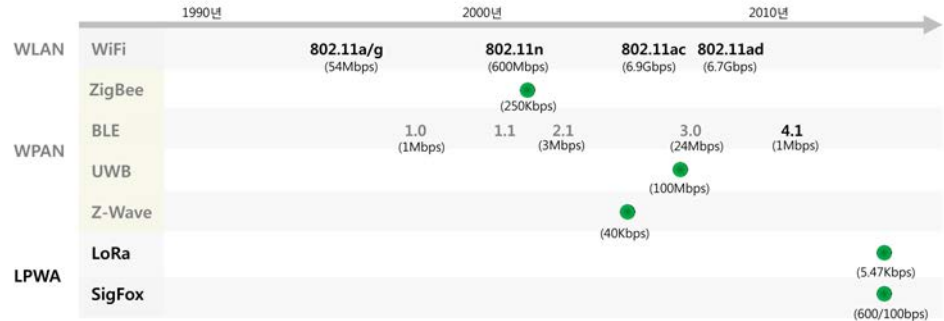 1990년 2000년 2010년
WLAN WiFi 802.11a/g 802.11n 802.11ac 802.11ad
(54Mbps) (600Mbps) (6.9Gbps) (6.7Gbps)
ZigBee
(250Kbps)
WPAN
BLE 1.0 1.1 2.1 3.0 4.1
(1Mbps) (3Mbps) (24Mbps) (1Mbps)
UWB
(100Mbps)
Z-Wave
(40Kbps)
LPWA
LoRa
(5.47Kbps)
SigFox
(600/100bps)